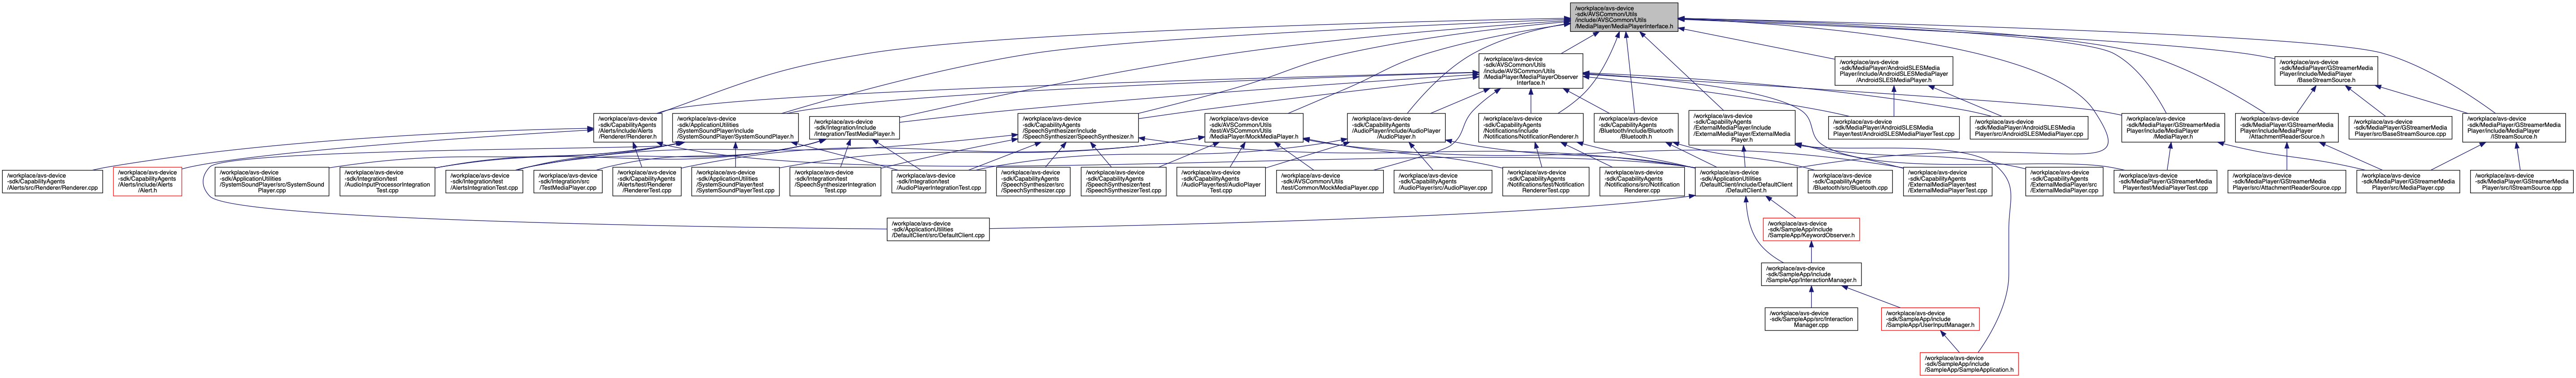 /workplace/avs-device
-sdk/AVSCommon/Utils
/include/AVSCommon/Utils
/MediaPlayer/MediaPlayerInterface.h
/workplace/avs-device
-sdk/AVSCommon/Utils
/include/AVSCommon/Utils
/MediaPlayer/MediaPlayerObserver
Interface.h
/workplace/avs-device
-sdk/MediaPlayer/AndroidSLESMedia
Player/include/AndroidSLESMediaPlayer
/AndroidSLESMediaPlayer.h
/workplace/avs-device
-sdk/MediaPlayer/GStreamerMedia
Player/include/MediaPlayer
/BaseStreamSource.h
/workplace/avs-device
-sdk/CapabilityAgents
/Alerts/include/Alerts
/Renderer/Renderer.h
/workplace/avs-device
-sdk/ApplicationUtilities
/SystemSoundPlayer/include
/SystemSoundPlayer/SystemSoundPlayer.h
/workplace/avs-device
-sdk/Integration/include
/Integration/TestMediaPlayer.h
/workplace/avs-device
-sdk/CapabilityAgents
/SpeechSynthesizer/include
/SpeechSynthesizer/SpeechSynthesizer.h
/workplace/avs-device
-sdk/AVSCommon/Utils
/test/AVSCommon/Utils
/MediaPlayer/MockMediaPlayer.h
/workplace/avs-device
-sdk/CapabilityAgents
/AudioPlayer/include/AudioPlayer
/AudioPlayer.h
/workplace/avs-device
-sdk/CapabilityAgents
/Notifications/include
/Notifications/NotificationRenderer.h
/workplace/avs-device
-sdk/CapabilityAgents
/Bluetooth/include/Bluetooth
/Bluetooth.h
/workplace/avs-device
-sdk/CapabilityAgents
/ExternalMediaPlayer/include
/ExternalMediaPlayer/ExternalMedia
Player.h
/workplace/avs-device
-sdk/MediaPlayer/AndroidSLESMedia
Player/test/AndroidSLESMediaPlayerTest.cpp
/workplace/avs-device
-sdk/MediaPlayer/AndroidSLESMedia
Player/src/AndroidSLESMediaPlayer.cpp
/workplace/avs-device
-sdk/MediaPlayer/GStreamerMedia
Player/include/MediaPlayer
/MediaPlayer.h
/workplace/avs-device
-sdk/MediaPlayer/GStreamerMedia
Player/include/MediaPlayer
/AttachmentReaderSource.h
/workplace/avs-device
-sdk/MediaPlayer/GStreamerMedia
Player/src/BaseStreamSource.cpp
/workplace/avs-device
-sdk/MediaPlayer/GStreamerMedia
Player/include/MediaPlayer
/IStreamSource.h
/workplace/avs-device
-sdk/CapabilityAgents
/Alerts/src/Renderer/Renderer.cpp
/workplace/avs-device
-sdk/CapabilityAgents
/Alerts/include/Alerts
/Alert.h
/workplace/avs-device
-sdk/ApplicationUtilities
/SystemSoundPlayer/src/SystemSound
Player.cpp
/workplace/avs-device
-sdk/Integration/test
/AudioInputProcessorIntegration
Test.cpp
/workplace/avs-device
-sdk/Integration/test
/AlertsIntegrationTest.cpp
/workplace/avs-device
-sdk/Integration/src
/TestMediaPlayer.cpp
/workplace/avs-device
-sdk/CapabilityAgents
/Alerts/test/Renderer
/RendererTest.cpp
/workplace/avs-device
-sdk/ApplicationUtilities
/SystemSoundPlayer/test
/SystemSoundPlayerTest.cpp
/workplace/avs-device
-sdk/Integration/test
/SpeechSynthesizerIntegration
Test.cpp
/workplace/avs-device
-sdk/Integration/test
/AudioPlayerIntegrationTest.cpp
/workplace/avs-device
-sdk/CapabilityAgents
/SpeechSynthesizer/src
/SpeechSynthesizer.cpp
/workplace/avs-device
-sdk/CapabilityAgents
/SpeechSynthesizer/test
/SpeechSynthesizerTest.cpp
/workplace/avs-device
-sdk/CapabilityAgents
/AudioPlayer/test/AudioPlayer
Test.cpp
/workplace/avs-device
-sdk/AVSCommon/Utils
/test/Common/MockMediaPlayer.cpp
/workplace/avs-device
-sdk/CapabilityAgents
/AudioPlayer/src/AudioPlayer.cpp
/workplace/avs-device
-sdk/CapabilityAgents
/Notifications/test/Notification
RendererTest.cpp
/workplace/avs-device
-sdk/CapabilityAgents
/Notifications/src/Notification
Renderer.cpp
/workplace/avs-device
-sdk/ApplicationUtilities
/DefaultClient/include/DefaultClient
/DefaultClient.h
/workplace/avs-device
-sdk/CapabilityAgents
/Bluetooth/src/Bluetooth.cpp
/workplace/avs-device
-sdk/CapabilityAgents
/ExternalMediaPlayer/test
/ExternalMediaPlayerTest.cpp
/workplace/avs-device
-sdk/CapabilityAgents
/ExternalMediaPlayer/src
/ExternalMediaPlayer.cpp
/workplace/avs-device
-sdk/MediaPlayer/GStreamerMedia
Player/test/MediaPlayerTest.cpp
/workplace/avs-device
-sdk/MediaPlayer/GStreamerMedia
Player/src/AttachmentReaderSource.cpp
/workplace/avs-device
-sdk/MediaPlayer/GStreamerMedia
Player/src/MediaPlayer.cpp
/workplace/avs-device
-sdk/MediaPlayer/GStreamerMedia
Player/src/IStreamSource.cpp
/workplace/avs-device
-sdk/ApplicationUtilities
/DefaultClient/src/DefaultClient.cpp
/workplace/avs-device
-sdk/SampleApp/include
/SampleApp/KeywordObserver.h
/workplace/avs-device
-sdk/SampleApp/include
/SampleApp/InteractionManager.h
/workplace/avs-device
-sdk/SampleApp/src/Interaction
Manager.cpp
/workplace/avs-device
-sdk/SampleApp/include
/SampleApp/UserInputManager.h
/workplace/avs-device
-sdk/SampleApp/include
/SampleApp/SampleApplication.h